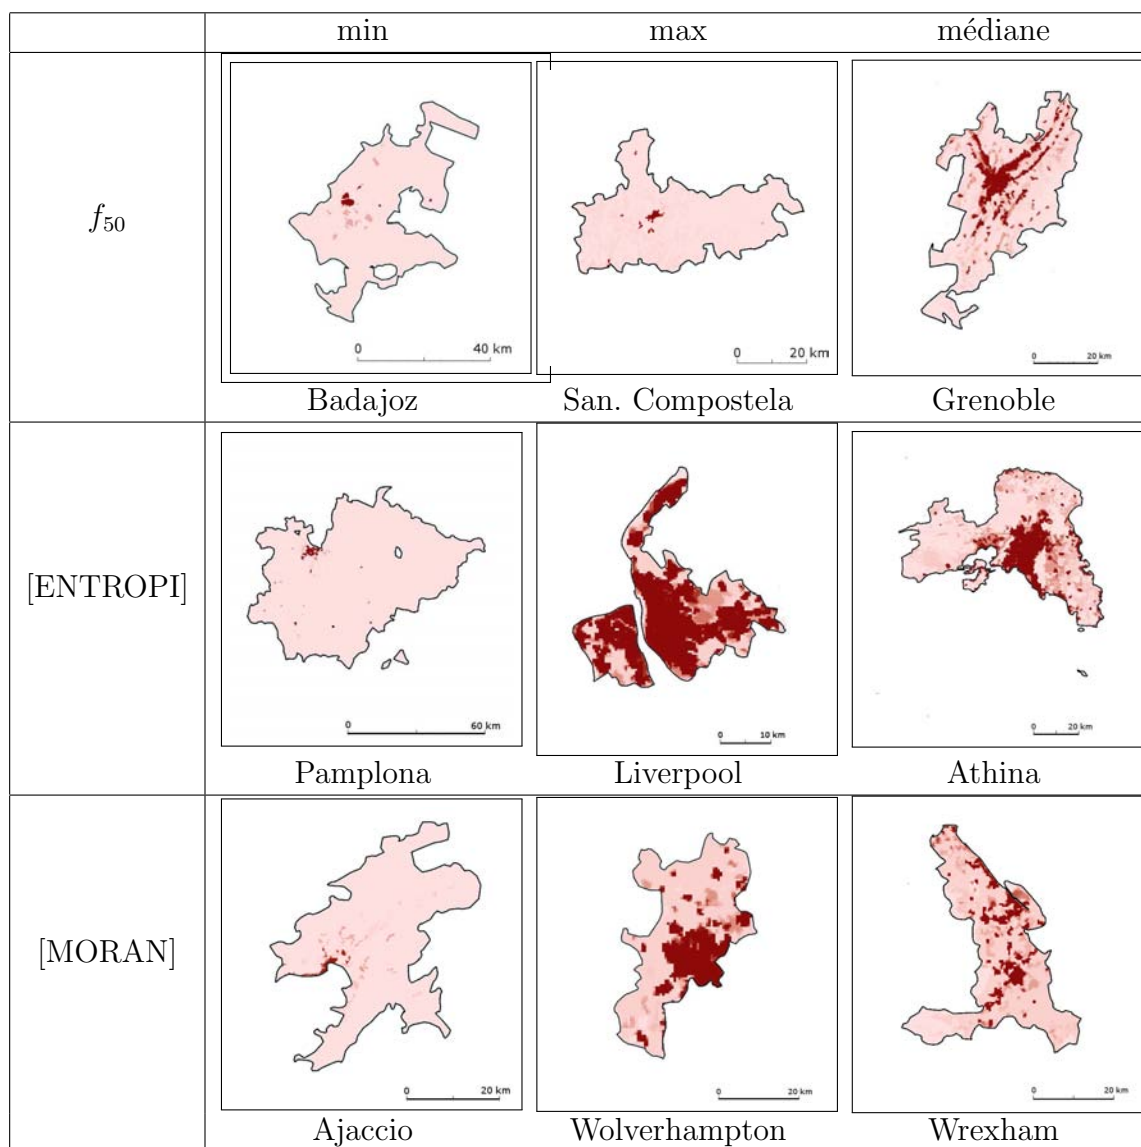 min max médiane
f50
0 40 km
0 20 km
0 20 km
Badajoz San. Compostela Grenoble
[ENTROPI]
0 60 km
0 10 km
0 20 km
Pamplona Liverpool Athina
[MORAN]
0 20 km
0 20 km
0 20 km
Ajaccio Wolverhampton Wrexham